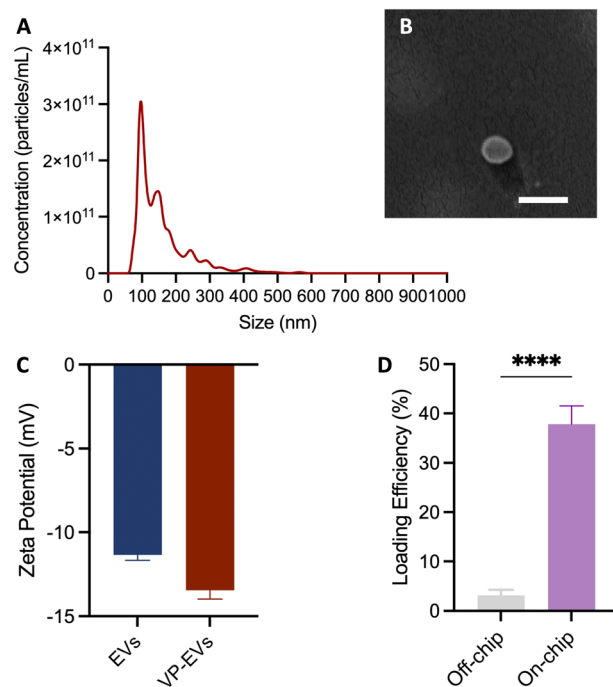 A
Concentration (particles/mL)
4×10¹¹
3×10¹¹
2×10¹¹
1×10¹¹
0
0 100 200 300 400 500 600 700 800 9001000
Size (nm)
B
C
Zeta Potential (mV)
0
-5
-10
-15
EVs
VP-EVs
D
****
Loading Efficiency (%)
50
40
30
20
10
0
Off-chip
On-chip